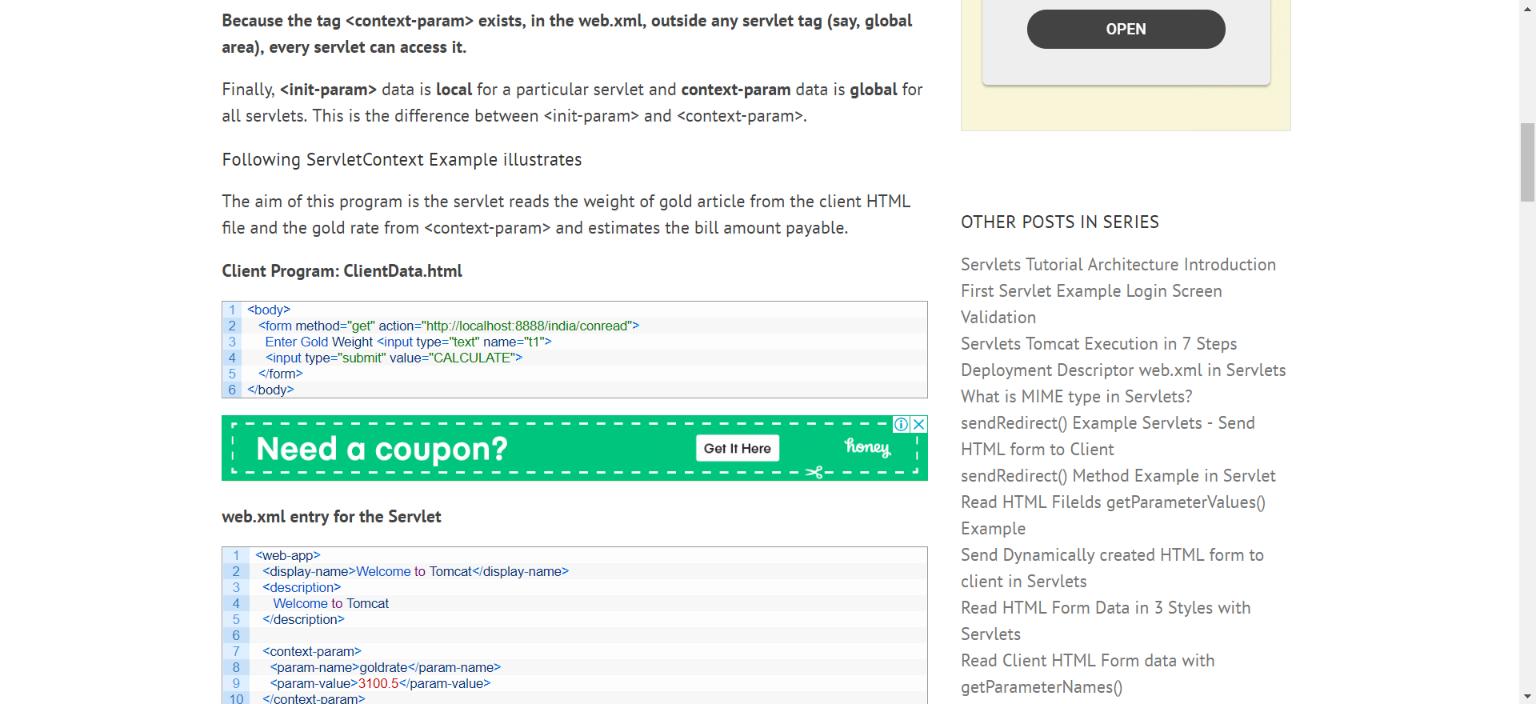 Because the tag <context-param> exists, in the web.xml, outside any servlet tag (say, global
area), every servlet can access it.
Finally, <init-param> data is local for a particular servlet and context-param data is global for
all servlets. This is the difference between <init-param> and <context-param>.
Following ServletContext Example illustrates
The aim of this program is the servlet reads the weight of gold article from the client HTML
file and the gold rate from <context-param> and estimates the bill amount payable.
Client Program: ClientData.html
1 <body>
2 <form method="get" action="http://localhost:8888/india/conread">
3 Enter Gold Weight <input type="text" name="t1">
4 <input type="submit" value="CALCULATE">
5 </form>
6 </body>
Need a coupon?
Get It Here
honey
web.xml entry for the Servlet
1 <web-app>
2 <display-name>Welcome to Tomcat</display-name>
3 <description>
4 Welcome to Tomcat
5 </description>
6
7 <context-param>
8 <param-name>goldrate</param-name>
9 <param-value>3100.5</param-value>
10 </context-param>
OPEN
OTHER POSTS IN SERIES
Servlets Tutorial Architecture Introduction
First Servlet Example Login Screen
Validation
Servlets Tomcat Execution in 7 Steps
Deployment Descriptor web.xml in Servlets
What is MIME type in Servlets?
sendRedirect() Example Servlets - Send
HTML form to Client
sendRedirect() Method Example in Servlet
Read HTML Filelds getParameterValues()
Example
Send Dynamically created HTML form to
client in Servlets
Read HTML Form Data in 3 Styles with
Servlets
Read Client HTML Form data with
getParameterNames()